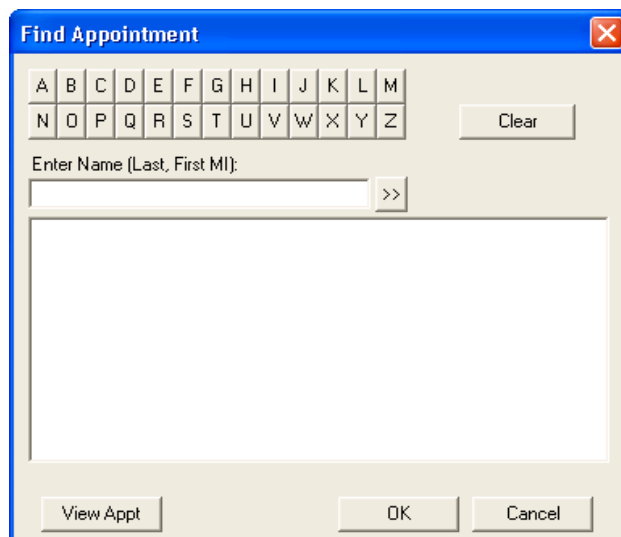 Find Appointment
A B C D E F G H I J K L M
N O P Q R S T U V W X Y Z
Clear
Enter Name (Last, First MI):
>>
View Appt OK Cancel